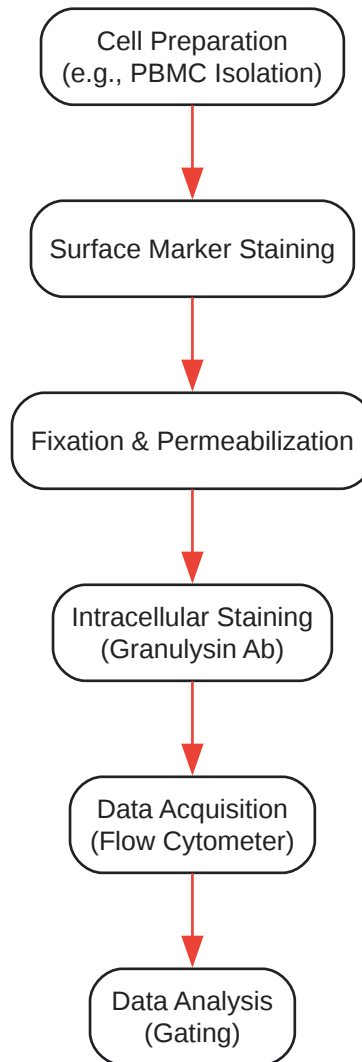 Cell Preparation
(e.g., PBMC Isolation)
Surface Marker Staining
Fixation & Permeabilization
Intracellular Staining
(Granulysin Ab)
Data Acquisition
(Flow Cytometer)
Data Analysis
(Gating)